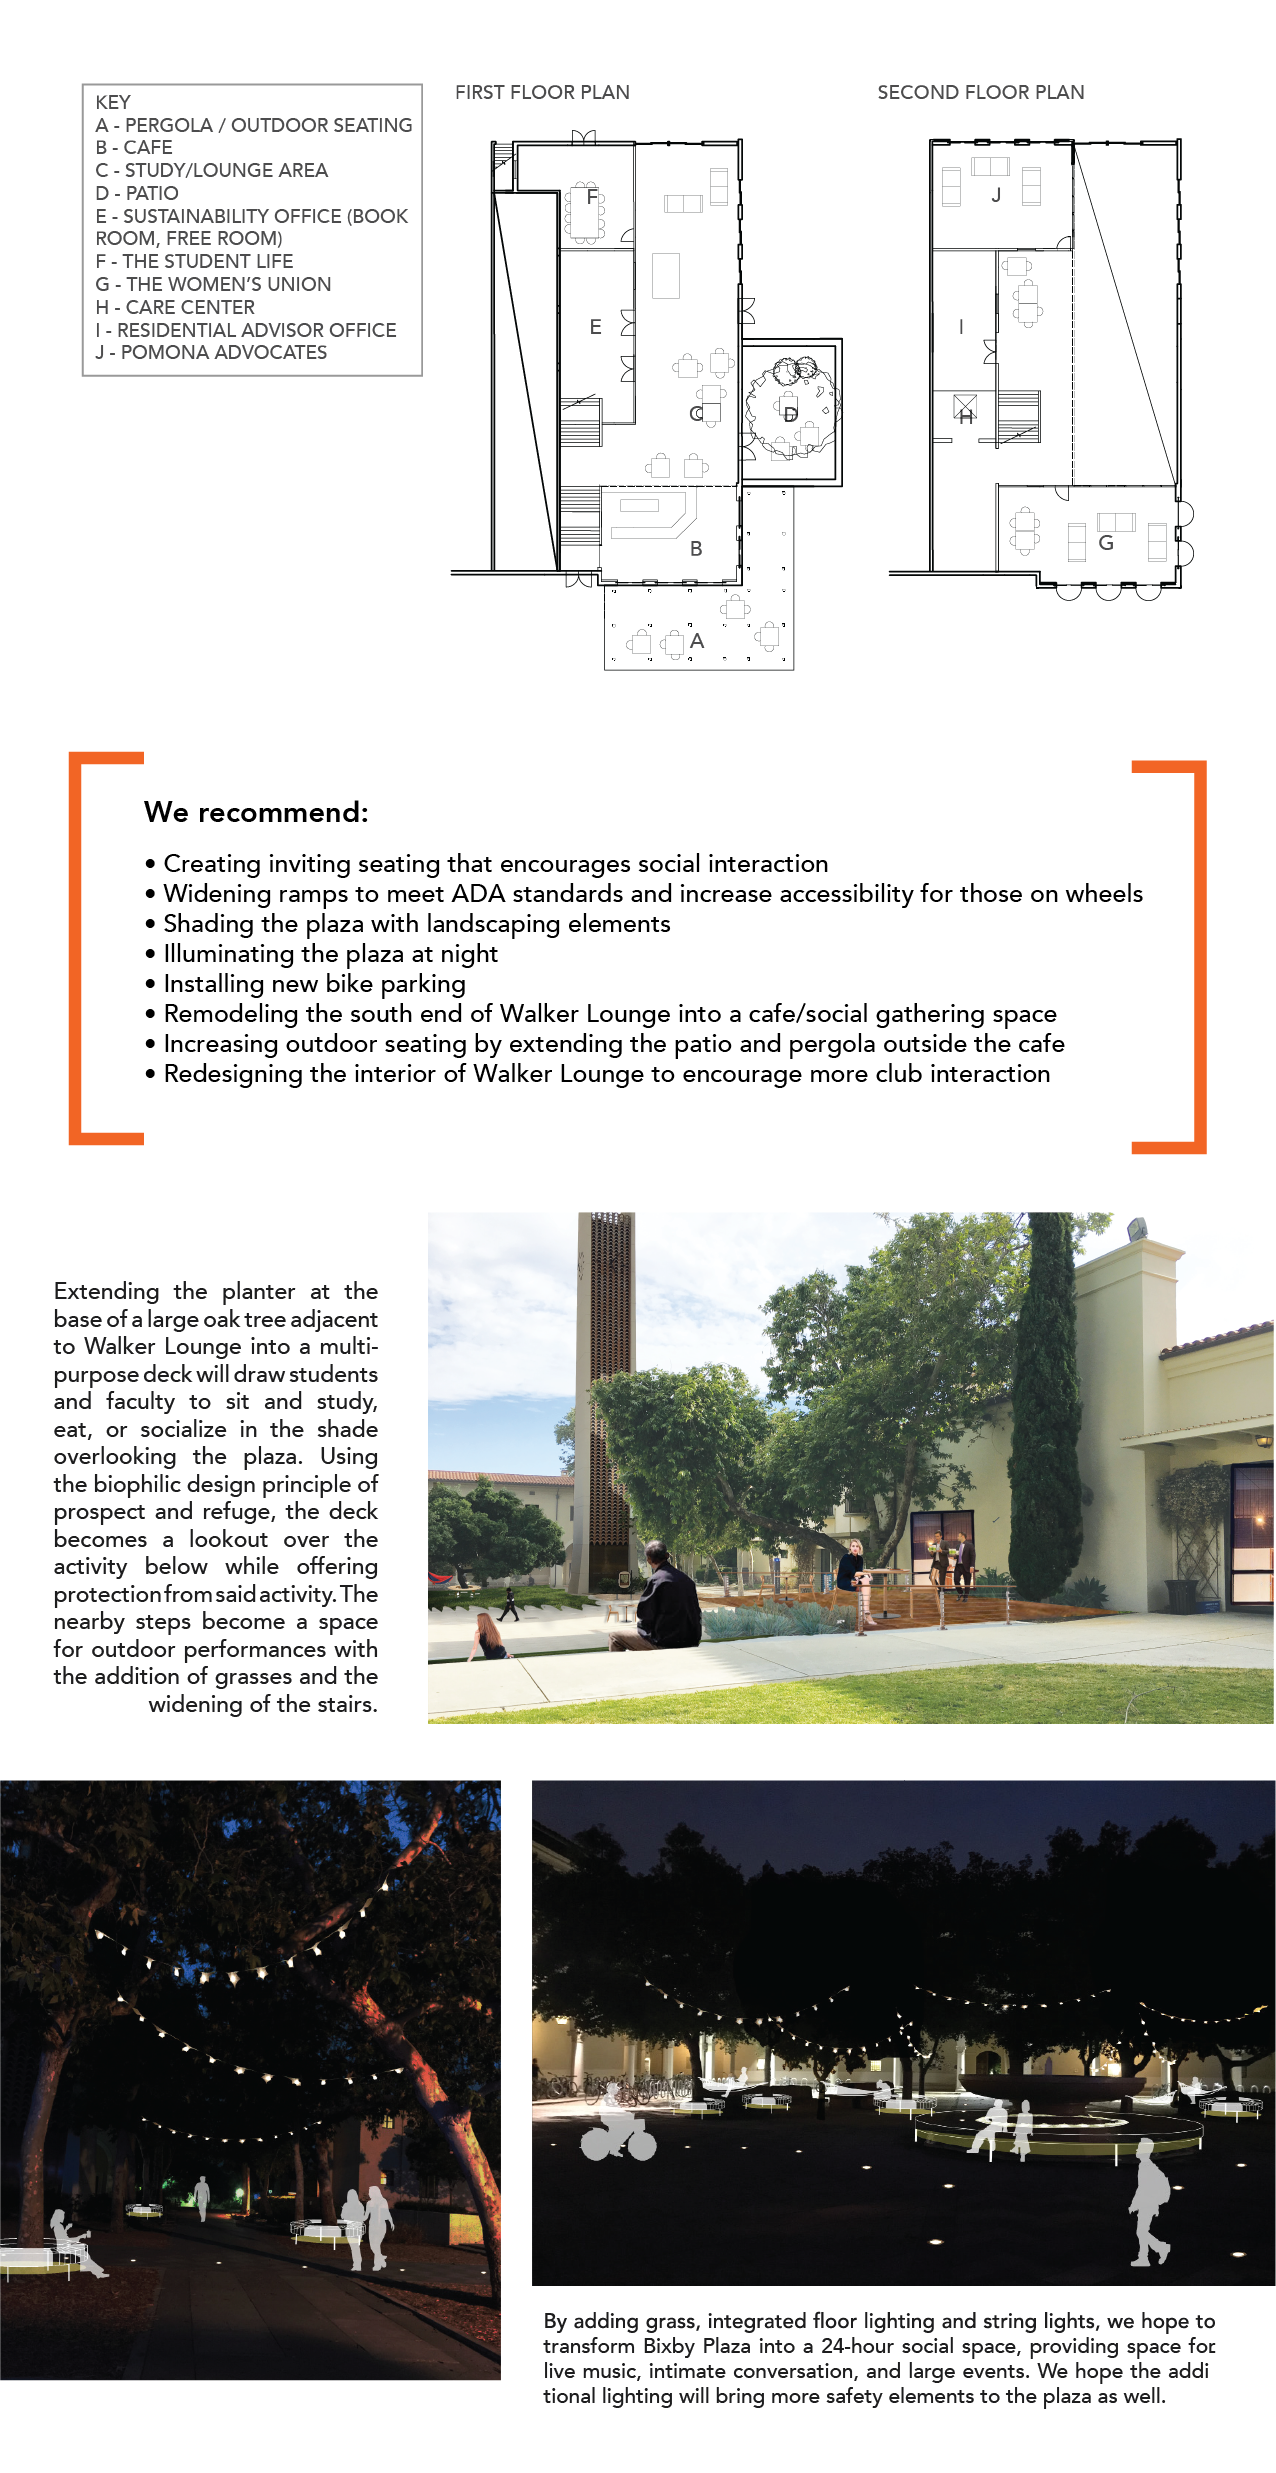 KEY
A - PERGOLA / OUTDOOR SEATING
B - CAFE
C - STUDY/LOUNGE AREA
D - PATIO
E - SUSTAINABILITY OFFICE (BOOK
ROOM, FREE ROOM)
F - THE STUDENT LIFE
G - THE WOMEN'S UNION
H - CARE CENTER
I - RESIDENTIAL ADVISOR OFFICE
J - POMONA ADVOCATES
FIRST FLOOR PLAN
F
E
C
D
B
A
SECOND FLOOR PLAN
J
I
H
G
We recommend:
• Creating inviting seating that encourages social interaction
• Widening ramps to meet ADA standards and increase accessibility for those on wheels
• Shading the plaza with landscaping elements
• Illuminating the plaza at night
• Installing new bike parking
• Remodeling the south end of Walker Lounge into a cafe/social gathering space
• Increasing outdoor seating by extending the patio and pergola outside the cafe
• Redesigning the interior of Walker Lounge to encourage more club interaction
Extending the planter at the
base of a large oak tree adjacent
to Walker Lounge into a multi-
purpose deck will draw students
and faculty to sit and study,
eat, or socialize in the shade
overlooking the plaza. Using
the biophilic design principle of
prospect and refuge, the deck
becomes a lookout over the
activity below while offering
protection from said activity. The
nearby steps become a space
for outdoor performances with
the addition of grasses and the
widening of the stairs.
By adding grass, integrated floor lighting and string lights, we hope to
transform Bixby Plaza into a 24-hour social space, providing space for
live music, intimate conversation, and large events. We hope the addi
tional lighting will bring more safety elements to the plaza as well.